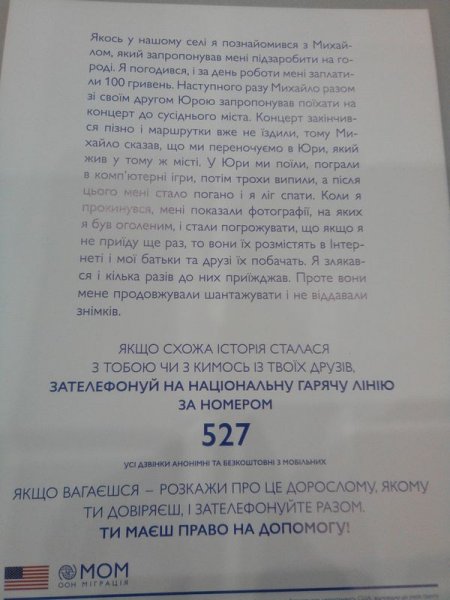 Якось у нашому селі я познайомився з Михай-
лом, який запропонував мені підзаробити на го-
роді. Я погодився, і за день роботи мені заплати-
ли 100 гривень. Наступного разу Михайло разом
зі своїм другом Юрою запропонував поїхати на
концерт до сусіднього міста. Концерт закінчив-
ся пізно і маршрутки вже не їздили, тому Ми-
хайло сказав, що ми переночуємо в Юри, який
жив у тому ж місті. У Юри ми поїли, пограли
в комп'ютерні ігри, потім трохи випили, а після
цього мені стало погано і я ліг спати. Коли я
прокинувся, мені показали фотографії, на яких
я був оголеним, і стали погрожувати, що якщо я
не приїду ще раз, то вони їх розмістять в Інтер-
неті і мої батьки та друзі їх побачать. Я злякав-
ся і кілька разів до них приїжджав. Проте вони
мене продовжували шантажувати і не віддавали
знімків.
ЯКЩО СХОЖА ІСТОРІЯ СТАЛАСЯ
З ТОБОЮ ЧИ З КИМОСЬ ІЗ ТВОЇХ ДРУЗІВ,
ЗАТЕЛЕФОНУЙ НА НАЦІОНАЛЬНУ ГАРЯЧУ ЛІНІЮ
ЗА НОМЕРОМ
527
УСІ ДЗВІНКИ АНОНІМНІ ТА БЕЗКОШТОВНІ З МОБІЛЬНИХ
ЯКЩО ВАГАЄШСЯ – РОЗКАЖИ ПРО ЦЕ ДОРОСЛОМУ, ЯКОМУ
ТИ ДОВІРЯЄШ, І ЗАТЕЛЕФОНУЙТЕ РАЗОМ.
ТИ МАЄШ ПРАВО НА ДОПОМОГУ!
МОМ
ООН МІГРАЦІЯ